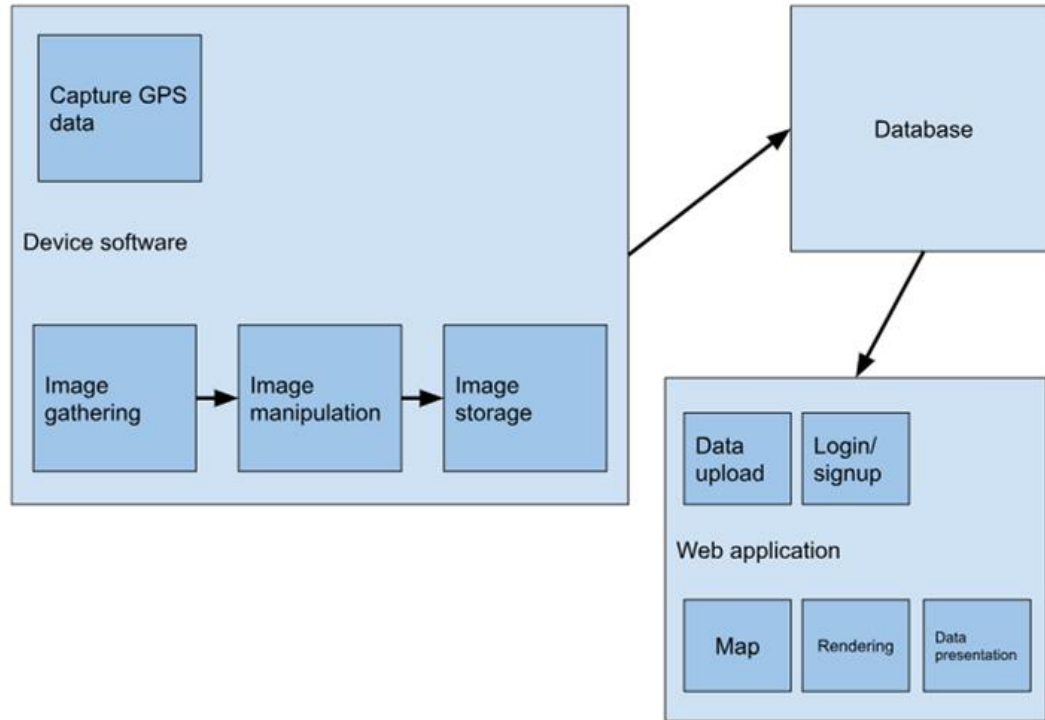 Capture GPS
data
Database
Device software
Image
gathering
Image
manipulation
Image
storage
Data
upload
Login/
signup
Web application
Map
Rendering
Data
presentation